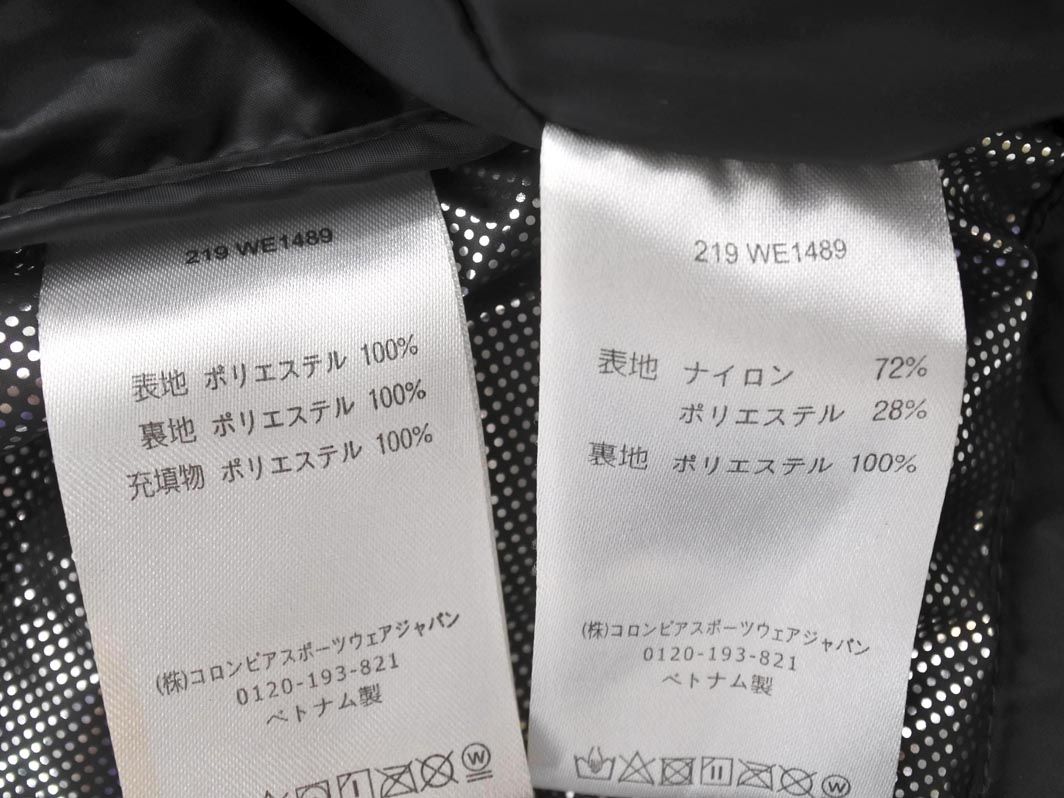 219 WE1489
表地 ポリエステル 100%
裏地 ポリエステル 100%
充填物 ポリエステル 100%
(株)コロンビアスポーツウェアジャパン
0120-193-821
ベトナム製
W
219 WE1489
表地 ナイロン 72%
ポリエステル 28%
裏地 ポリエステル 100%
(株)コロンビアスポーツウェアジャパン
0120-193-821
ベトナム製
W